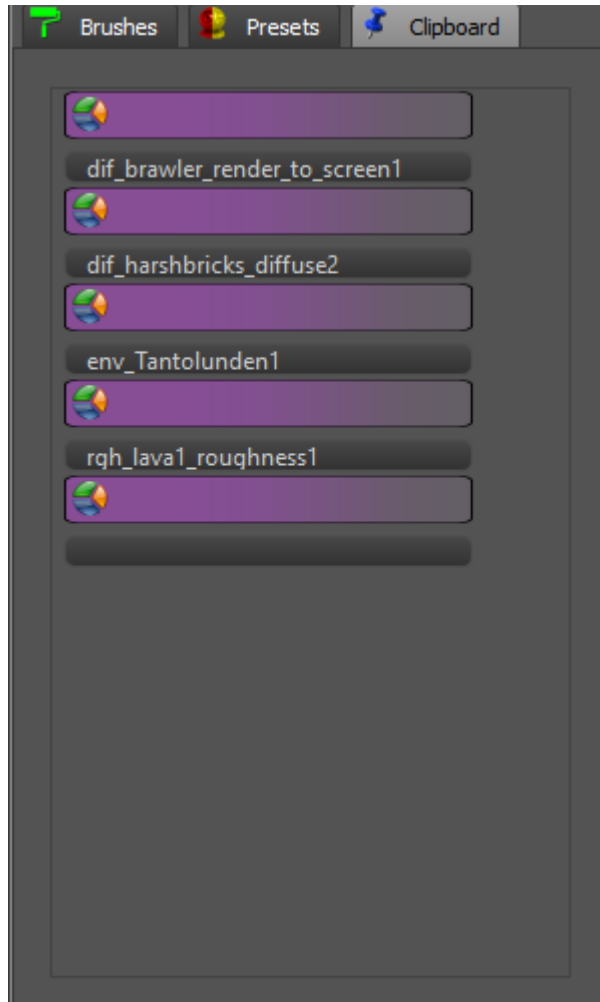 Brushes
Presets
Clipboard
dif_brawler_render_to_screen1
dif_harshbricks_diffuse2
env_Tantolunden1
rgh_lava1_roughness1